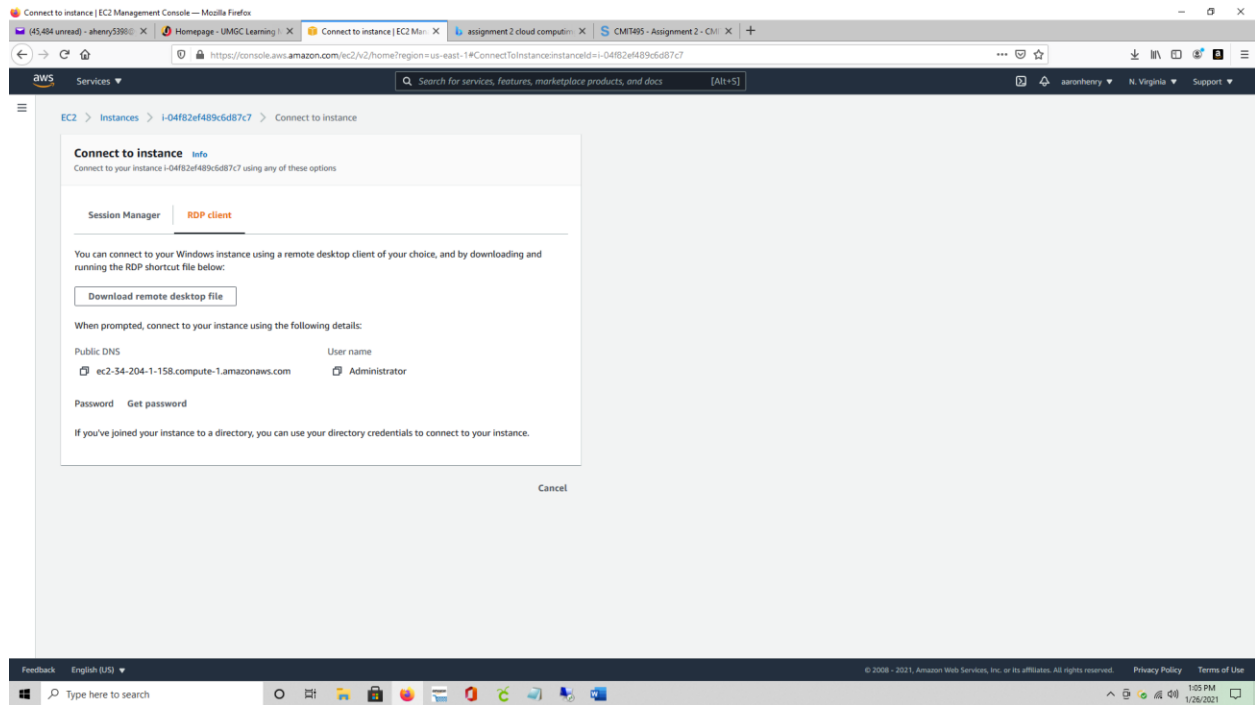 Connect to instance | EC2 Management Console — Mozilla Firefox
(45,484 unread) - ahenry5398@
Homepage - UMGC Learning
Connect to instance | EC2 Man
assignment 2 cloud computin
CMIT495 - Assignment 2 - CMI
https://console.aws.amazon.com/ec2/v2/home?region=us-east-1#ConnectToInstance:instanceId=i-04f82ef489c6d87c7
aws
Services
Search for services, features, marketplace products, and docs
[Alt+S]
aaronhenry
N. Virginia
Support
EC2 > Instances > i-04f82ef489c6d87c7 > Connect to instance
Connect to instance Info
Connect to your instance i-04f82ef489c6d87c7 using any of these options
Session Manager
RDP client
You can connect to your Windows instance using a remote desktop client of your choice, and by downloading and
running the RDP shortcut file below:
Download remote desktop file
When prompted, connect to your instance using the following details:
Public DNS
User name
ec2-34-204-1-158.compute-1.amazonaws.com
Administrator
Password Get password
If you've joined your instance to a directory, you can use your directory credentials to connect to your instance.
Cancel
Feedback
English (US)
© 2008 - 2021, Amazon Web Services, Inc. or its affiliates. All rights reserved.
Privacy Policy
Terms of Use
Type here to search
1:05 PM
1/26/2021